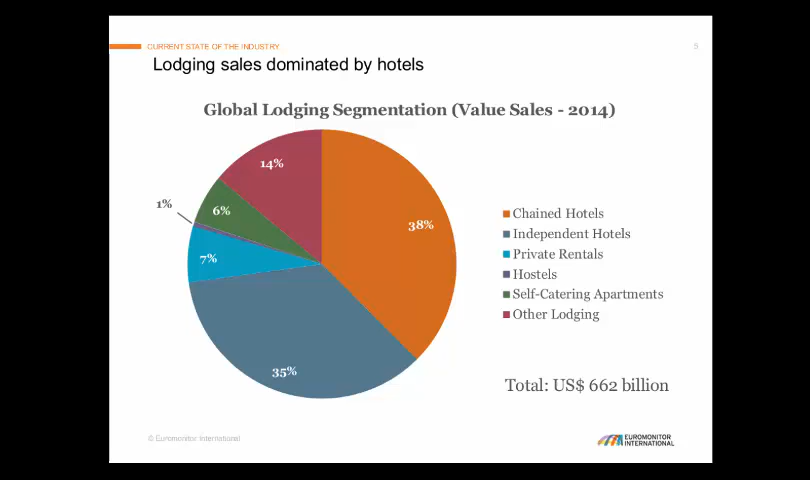 CURRENT STATE OF THE INDUSTRY
9
Lodging sales dominated by hotels
Global Lodging Segmentation (Value Sales - 2014)
14%
1%
6%
38%
7%
35%
Chained Hotels
Independent Hotels
Private Rentals
Hostels
Self-Catering Apartments
Other Lodging
Total: US$ 662 billion
© Euromonitor International
EUROMONITOR
INTERNATIONAL